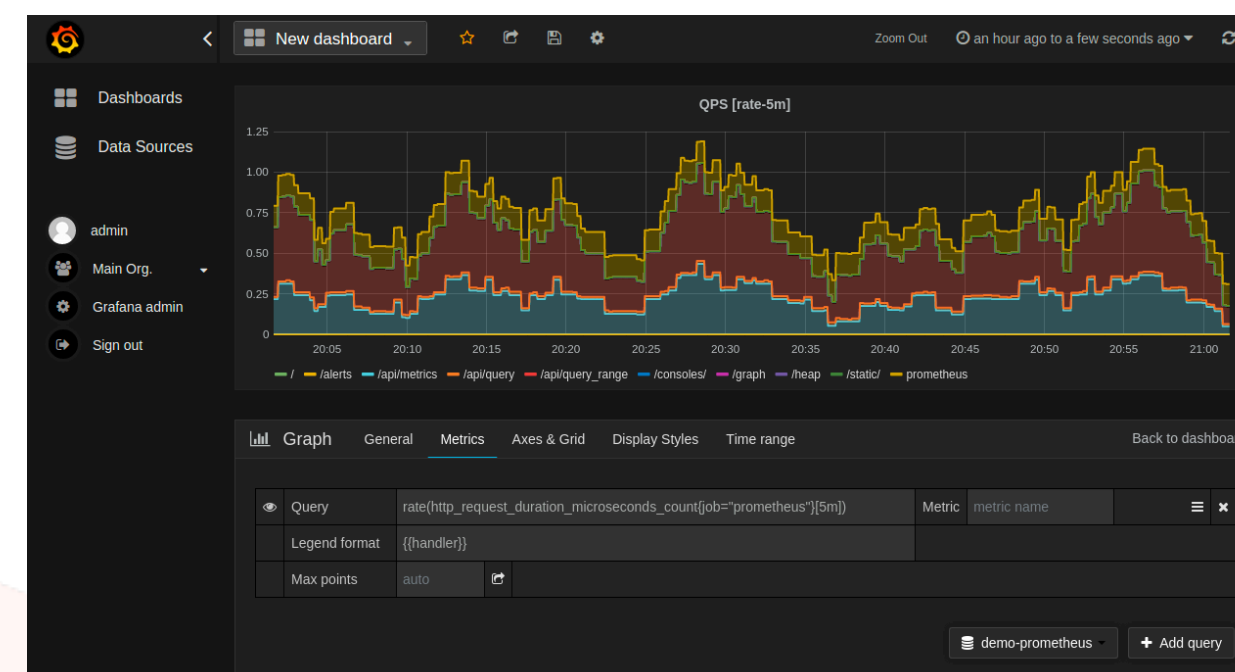 New dashboard
Zoom Out an hour ago to a few seconds ago
Dashboards
Data Sources
admin
Main Org.
Grafana admin
Sign out
QPS [rate-5m]
1.25
1.00
0.75
0.50
0.25
0
20:05 20:10 20:15 20:20 20:25 20:30 20:35 20:40 20:45 20:50 20:55 21:00
/ /alerts /api/metrics /api/query /api/query_range /consoles/ /graph /heap /static/ prometheus
Graph General Metrics Axes & Grid Display Styles Time range Back to dashboa
Query rate(http_request_duration_microseconds_count{job="prometheus"}[5m]) Metric metric name
Legend format {{handler}}
Max points auto
demo-prometheus + Add query